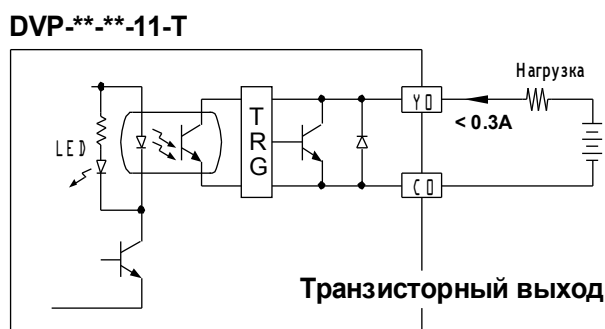 DVP-**-**-11-T
Нагрузка
Y0
< 0.3A
LED
T
R
G
C0
Транзисторный выход